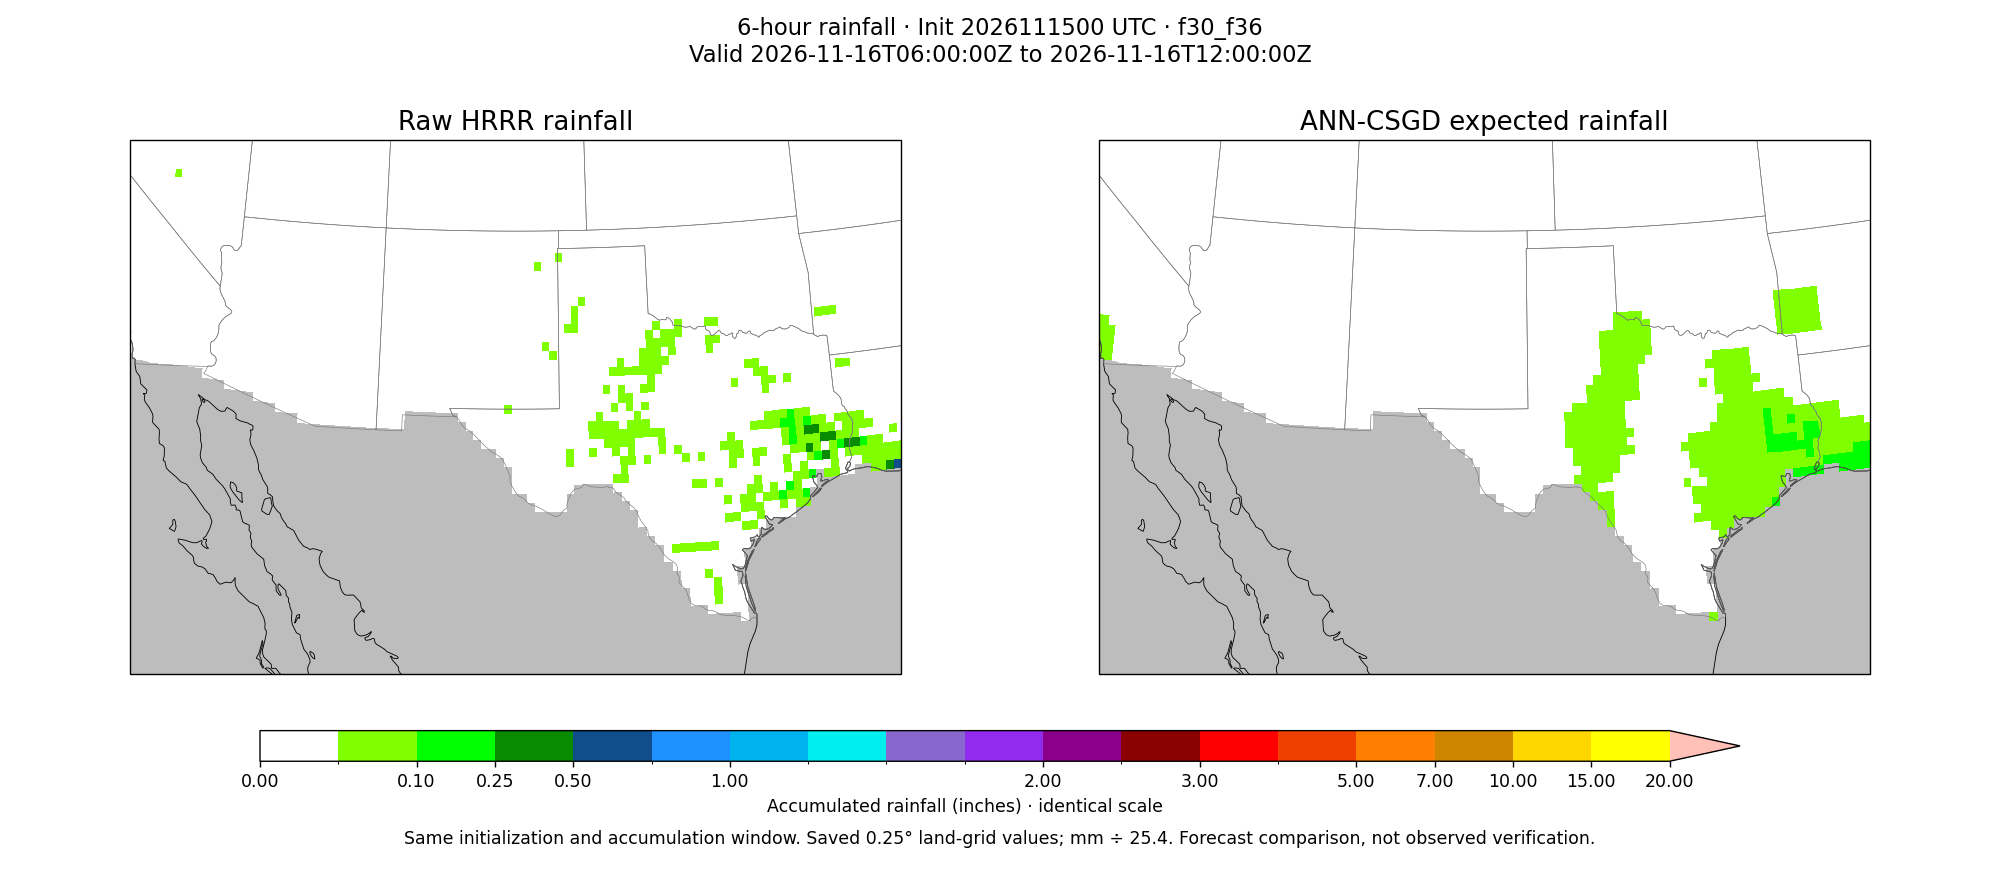 6-hour rainfall · Init 2026111500 UTC · f30_f36
Valid 2026-11-16T06:00:00Z to 2026-11-16T12:00:00Z
Raw HRRR rainfall
ANN-CSGD expected rainfall
0.00 0.10 0.25 0.50 1.00 2.00 3.00 5.00 7.00 10.00 15.00 20.00
Accumulated rainfall (inches) · identical scale
Same initialization and accumulation window. Saved 0.25° land-grid values; mm ÷ 25.4. Forecast comparison, not observed verification.